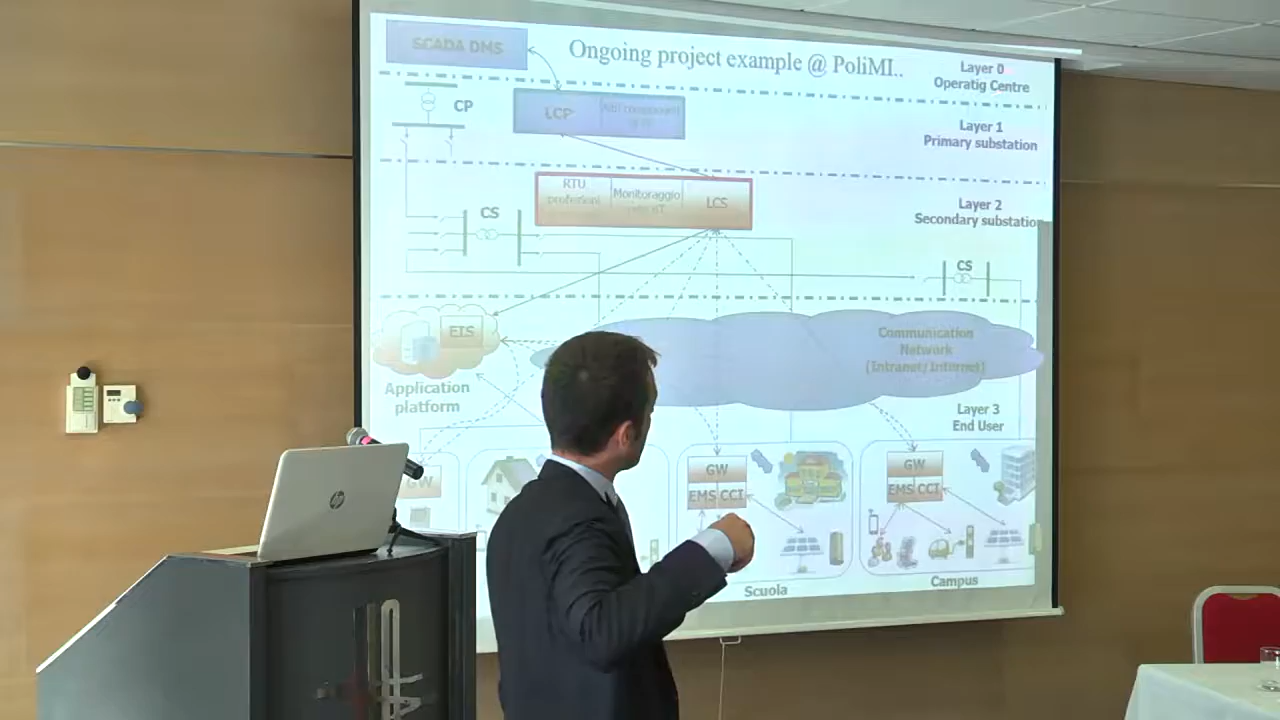 SCADA DMS
Ongoing project example @ PoliMI..
Layer 0
Operatig Centre
CP
LCP
Layer 1
Primary substation
RTU
Monitoraggio
LCS
Layer 2
Secondary substation
CS
CS
EIS
Application
platform
Communication
Network
(Intranet/Internet)
Layer 3
End User
GW
GW
EMS CCI
GW
EMS CCI
Scuola
Campus
hp